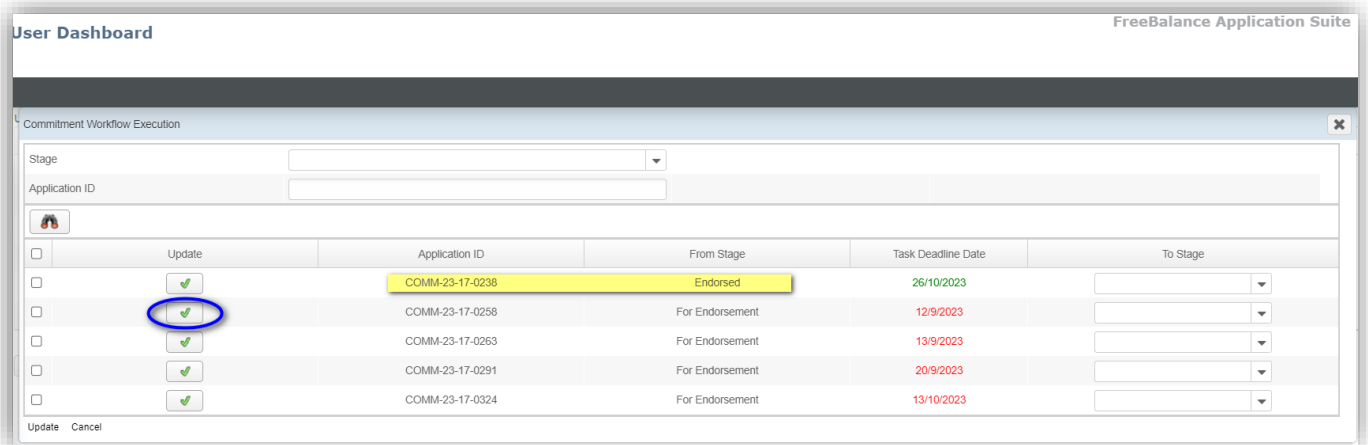 FreeBalance Application Suite
User Dashboard
Commitment Workflow Execution
Stage
Application ID
Update Application ID From Stage Task Deadline Date To Stage
COMM-23-17-0238 Endorsed 26/10/2023
COMM-23-17-0258 For Endorsement 12/9/2023
COMM-23-17-0263 For Endorsement 13/9/2023
COMM-23-17-0291 For Endorsement 20/9/2023
COMM-23-17-0324 For Endorsement 13/10/2023
Update Cancel